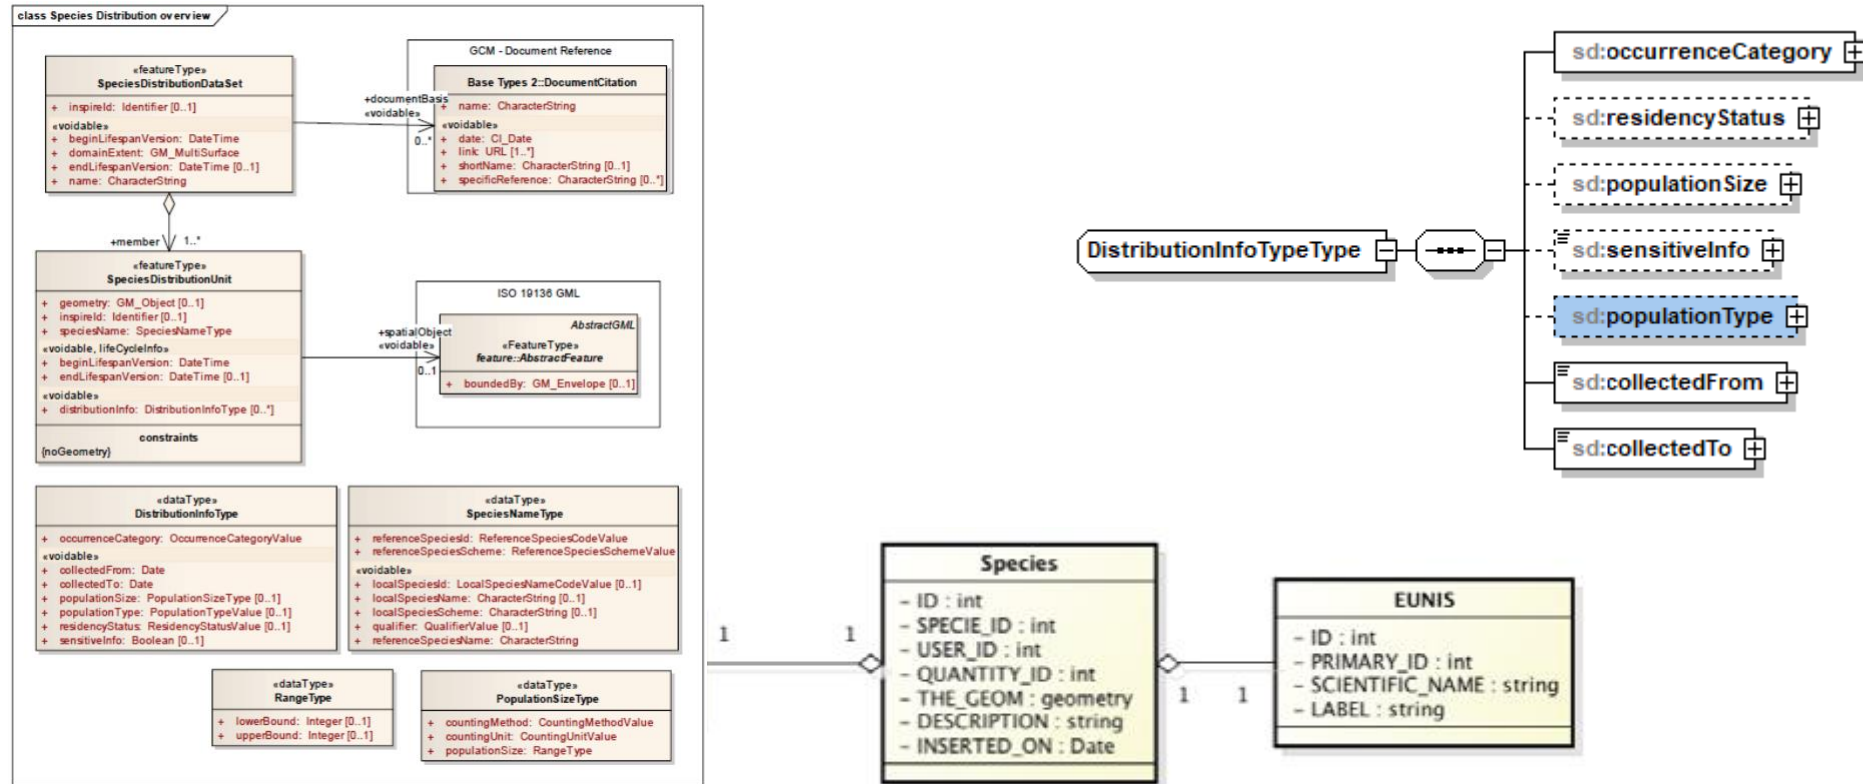 class Species Distribution overview
«featureType»
SpeciesDistributionDataSet
+ inspireId: Identifier [0..1]
«voidable»
+ beginLifespanVersion: DateTime
+ domainExtent: GM_MultiSurface
+ endLifespanVersion: DateTime [0..1]
+ name: CharacterString
+documentBasis
«voidable»
0..*
GCM - Document Reference
Base Types 2::DocumentCitation
+ name: CharacterString
«voidable»
+ date: CI_Date
+ link: URL [1..*]
+ shortName: CharacterString [0..1]
+ specificReference: CharacterString [0..*]
+member 1..*
«featureType»
SpeciesDistributionUnit
+ geometry: GM_Object [0..1]
+ inspireId: Identifier [0..1]
+ speciesName: SpeciesNameType
«voidable, lifeCycleInfo»
+ beginLifespanVersion: DateTime
+ endLifespanVersion: DateTime [0..1]
«voidable»
+ distributionInfo: DistributionInfoType [0..*]
constraints
{noGeometry}
+spatialObject
«voidable»
0..1
ISO 19136 GML
AbstractGML
«FeatureType»
feature::AbstractFeature
+ boundedBy: GM_Envelope [0..1]
«dataType»
DistributionInfoType
+ occurrenceCategory: OccurrenceCategoryValue
«voidable»
+ collectedFrom: Date
+ collectedTo: Date
+ populationSize: PopulationSizeType [0..1]
+ populationType: PopulationTypeValue [0..1]
+ residencyStatus: ResidencyStatusValue [0..1]
+ sensitiveInfo: Boolean [0..1]
«dataType»
SpeciesNameType
+ referenceSpeciesId: ReferenceSpeciesCodeValue
+ referenceSpeciesScheme: ReferenceSpeciesSchemeValue
«voidable»
+ localSpeciesId: LocalSpeciesNameCodeValue [0..1]
+ localSpeciesName: CharacterString [0..1]
+ localSpeciesScheme: CharacterString [0..1]
+ qualifier: QualifierValue [0..1]
+ referenceSpeciesName: CharacterString
«dataType»
RangeType
+ lowerBound: Integer [0..1]
+ upperBound: Integer [0..1]
«dataType»
PopulationSizeType
+ countingMethod: CountingMethodValue
+ countingUnit: CountingUnitValue
+ populationSize: RangeType
DistributionInfoTypeType
sd:occurrenceCategory
sd:residencyStatus
sd:populationSize
sd:sensitiveInfo
sd:populationType
sd:collectedFrom
sd:collectedTo
1 1
Species
- ID : int
- SPECIE_ID : int
- USER_ID : int
- QUANTITY_ID : int
- THE_GEOM : geometry
- DESCRIPTION : string
- INSERTED_ON : Date
1 1
EUNIS
- ID : int
- PRIMARY_ID : int
- SCIENTIFIC_NAME : string
- LABEL : string